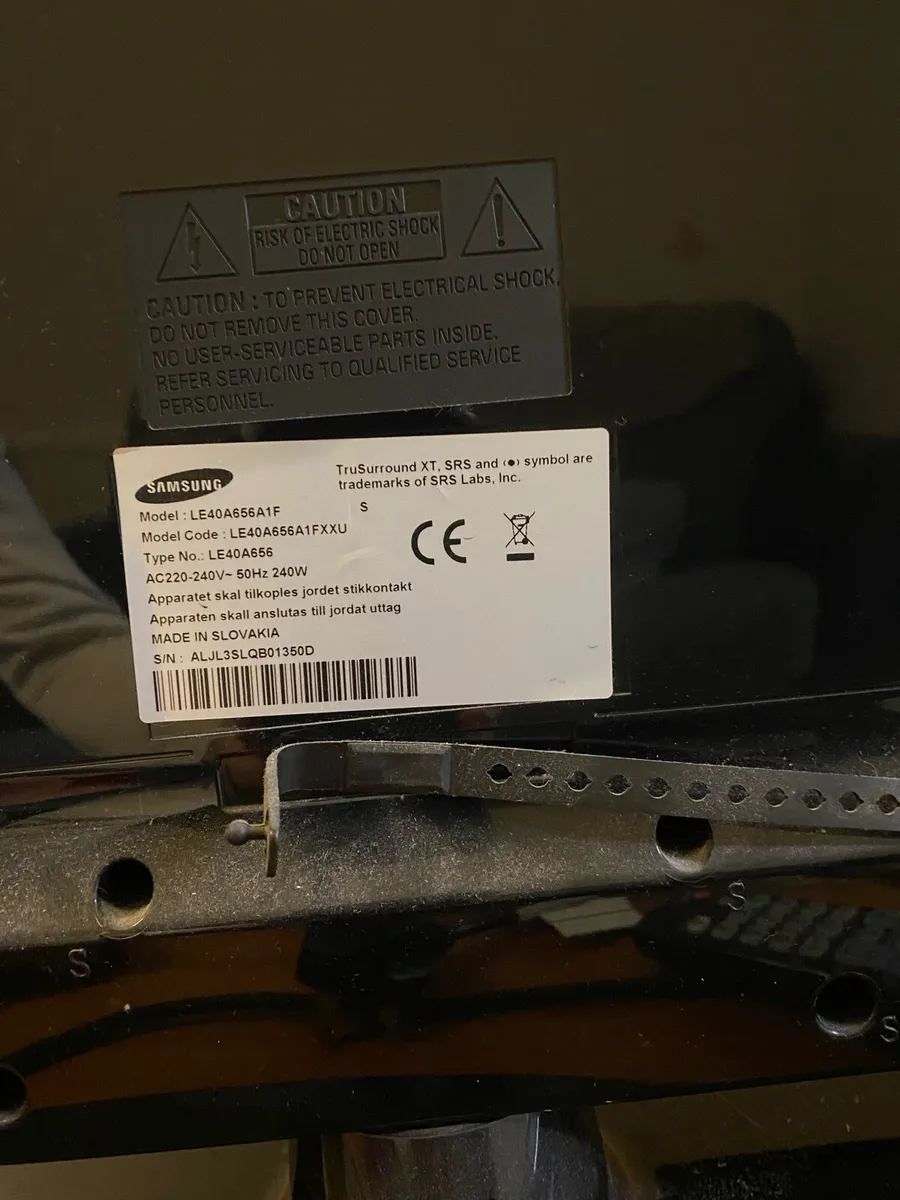 CAUTION
RISK OF ELECTRIC SHOCK
DO NOT OPEN
CAUTION : TO PREVENT ELECTRICAL SHOCK,
DO NOT REMOVE THIS COVER.
NO USER-SERVICEABLE PARTS INSIDE.
REFER SERVICING TO QUALIFIED SERVICE
PERSONNEL.
SAMSUNG
TruSurround XT, SRS and (●) symbol are
trademarks of SRS Labs, Inc.
S
Model : LE40A656A1F
Model Code : LE40A656A1FXXU
Type No.: LE40A656
AC220-240V~ 50Hz 240W
Apparatet skal tilkoples jordet stikkontakt
Apparaten skall anslutas till jordat uttag
MADE IN SLOVAKIA
S/N : ALJL3SLQB01350D
CE
S
S
S